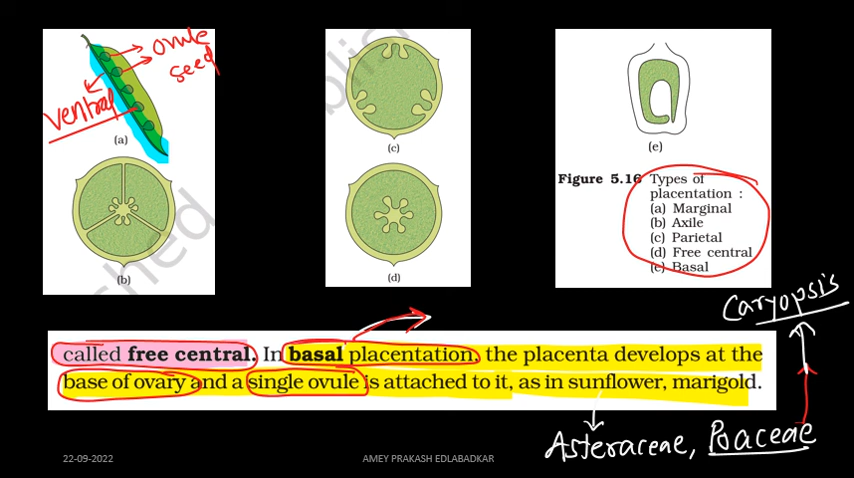 ovule
seed
ventral
(a)
(b)
(c)
(d)
(e)
Figure 5.16 Types of
placentation :
(a) Marginal
(b) Axile
(c) Parietal
(d) Free central
(e) Basal
Caryopsis
called free central. In basal placentation, the placenta develops at the
base of ovary and a single ovule is attached to it, as in sunflower, marigold.
Asteraceae, Poaceae
22-09-2022
AMEY PRAKASH EDLABADKAR